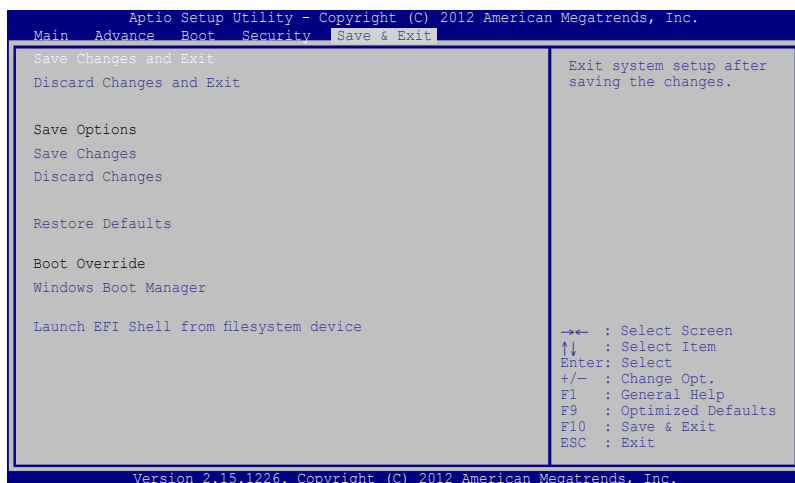 Aptio Setup Utility - Copyright (C) 2012 American Megatrends, Inc.
Main Advance Boot Security Save & Exit
Save Changes and Exit
Discard Changes and Exit
Save Options
Save Changes
Discard Changes
Restore Defaults
Boot Override
Windows Boot Manager
Launch EFI Shell from filesystem device
Exit system setup after
saving the changes.
→← : Select Screen
↑↓ : Select Item
Enter: Select
+/— : Change Opt.
F1 : General Help
F9 : Optimized Defaults
F10 : Save & Exit
ESC : Exit
Version 2.15.1226. Copyright (C) 2012 American Megatrends, Inc.